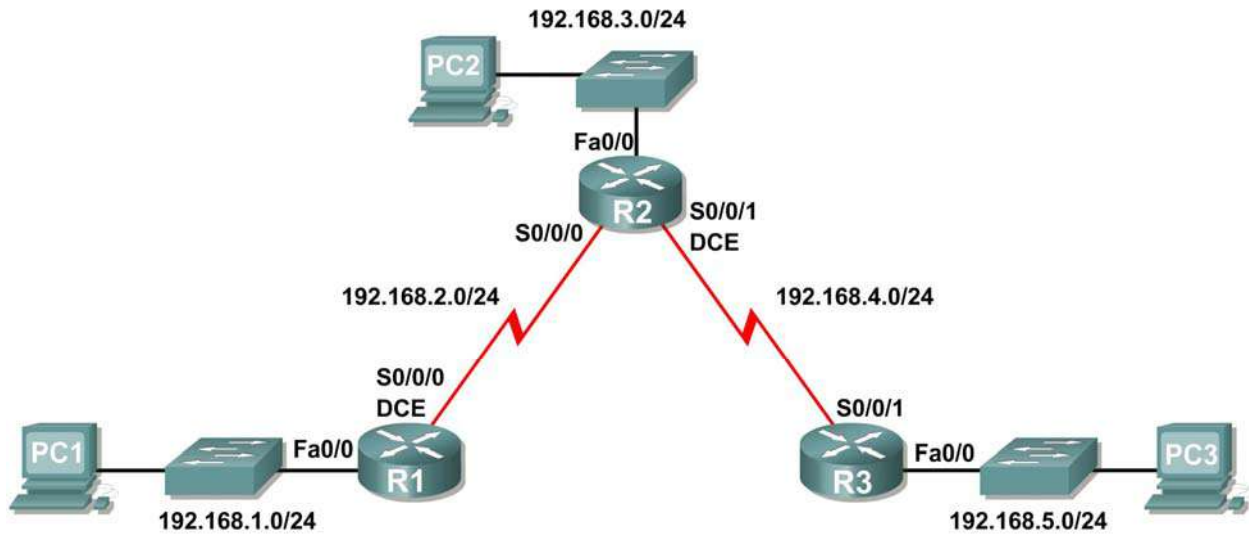 192.168.3.0/24
PC2
Fa0/0
R2
S0/0/1
DCE
S0/0/0
192.168.2.0/24
192.168.4.0/24
S0/0/0
DCE
S0/0/1
PC1
Fa0/0
R1
R3
Fa0/0
PC3
192.168.1.0/24
192.168.5.0/24